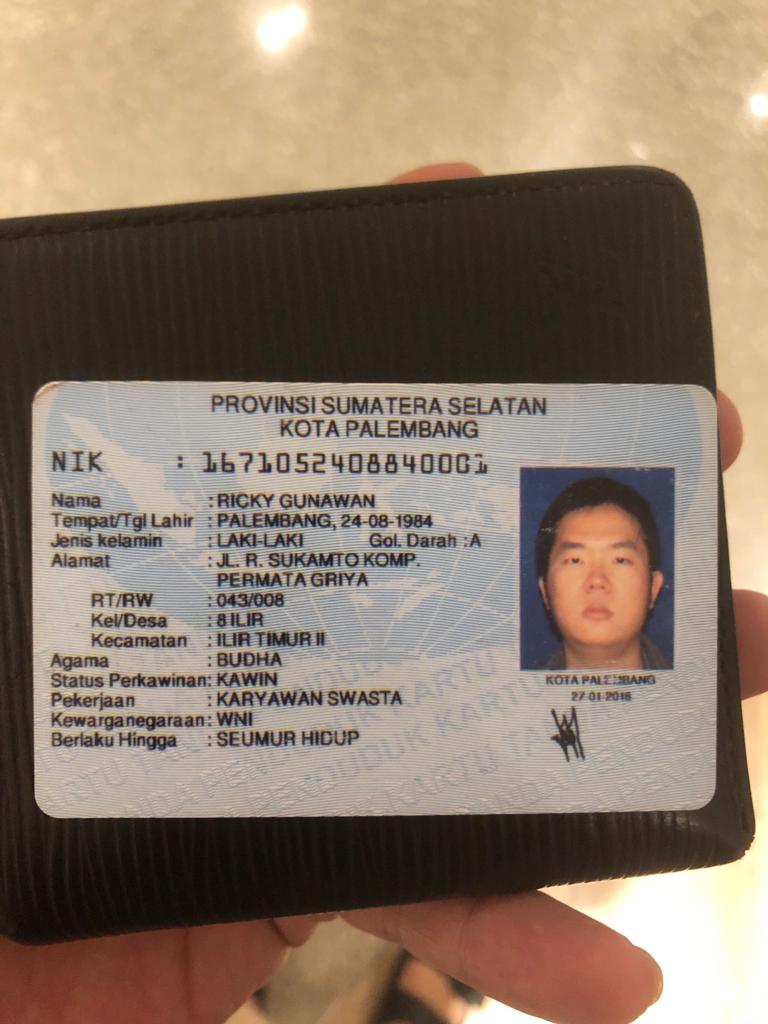 PROVINSI SUMATERA SELATAN
KOTA PALEMBANG
NIK : 1671052408840001
Nama : RICKY GUNAWAN
Tempat/Tgl Lahir : PALEMBANG, 24-08-1984
Jenis kelamin : LAKI-LAKI Gol. Darah : A
Alamat : JL. R. SUKAMTO KOMP.
PERMATA GRIYA
RT/RW : 043/008
Kel/Desa : 8 ILIR
Kecamatan : ILIR TIMUR II
Agama : BUDHA
Status Perkawinan: KAWIN
Pekerjaan : KARYAWAN SWASTA
Kewarganegaraan: WNI
Berlaku Hingga : SEUMUR HIDUP
KOTA PALEMBANG
27-01-2016